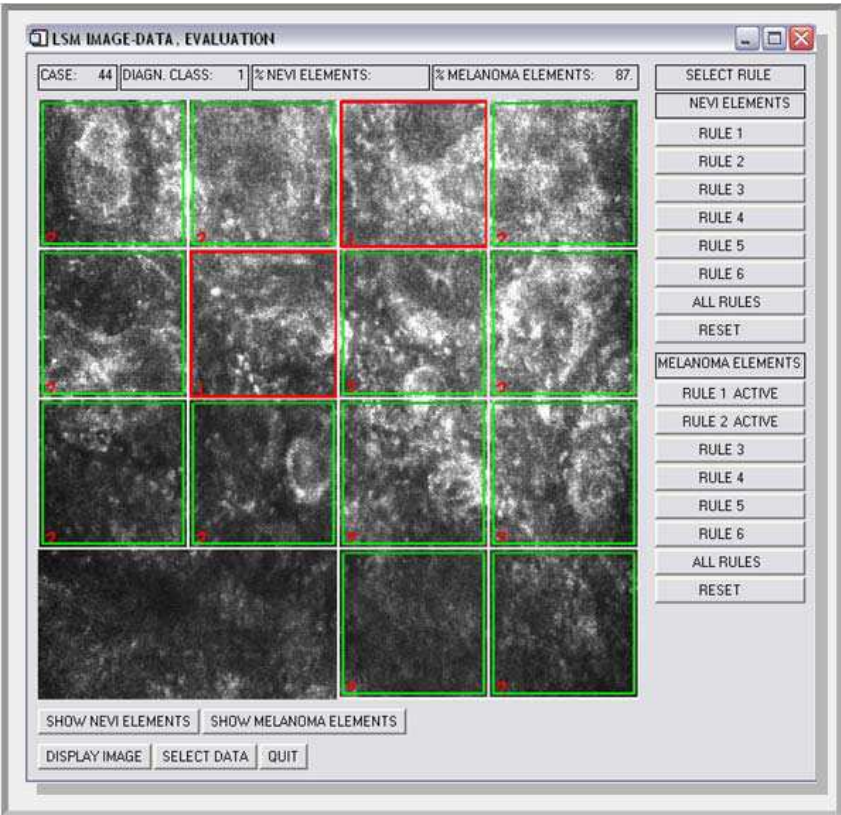 LSM IMAGE-DATA, EVALUATION
CASE: 44 DIAGN. CLASS: 1 % NEVI ELEMENTS: % MELANOMA ELEMENTS: 87.
SELECT RULE
NEVI ELEMENTS
RULE 1
RULE 2
RULE 3
RULE 4
RULE 5
RULE 6
ALL RULES
RESET
MELANOMA ELEMENTS
RULE 1 ACTIVE
RULE 2 ACTIVE
RULE 3
RULE 4
RULE 5
RULE 6
ALL RULES
RESET
SHOW NEVI ELEMENTS SHOW MELANOMA ELEMENTS
DISPLAY IMAGE SELECT DATA QUIT